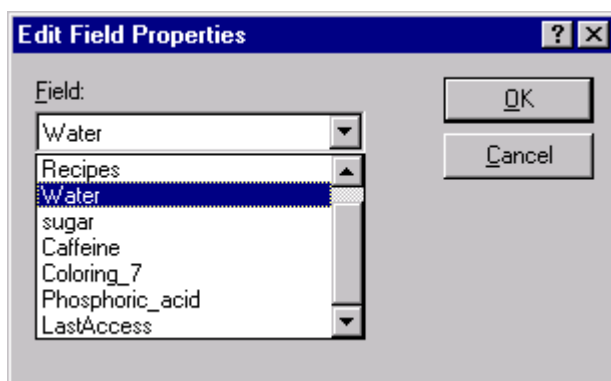 Edit Field Properties
Field:
OK
Water
Cancel
Recipes
Water
sugar
Caffeine
Coloring_7
Phosphoric_acid
LastAccess